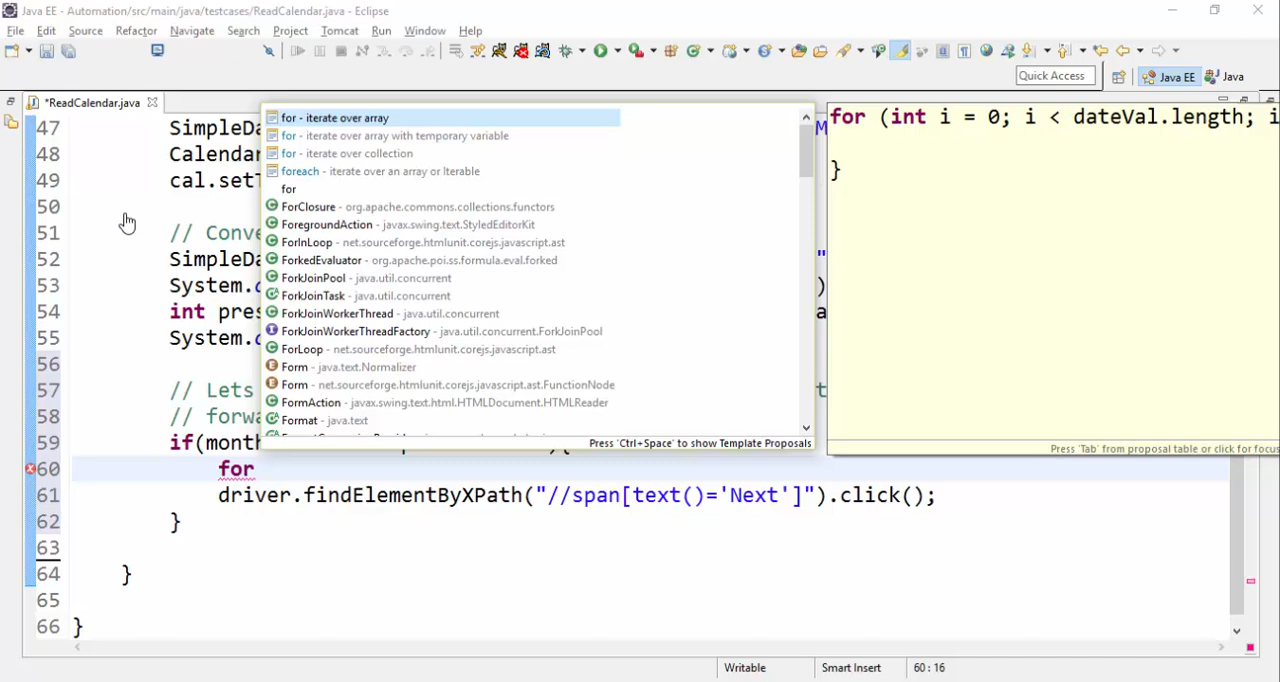 Java EE - Automation/src/main/java/testcases/ReadCalendar.java - Eclipse
File Edit Source Refactor Navigate Search Project Tomcat Run Window Help
Quick Access Java EE Java
*ReadCalendar.java
47 SimpleDa
48 Calendar
49 cal.setT
50
51 // Conve
52 SimpleDa "
53 System. )
54 int pres a
55 System.
56
57 // Lets t
58 // forwa
59 if(month {
60 for
61 driver.findElementByXPath("//span[text()='Next']").click();
62 }
63
64 }
65
66 }
for - iterate over array
for - iterate over array with temporary variable
for - iterate over collection
foreach - iterate over an array or Iterable
for
ForClosure - org.apache.commons.collections.functors
ForegroundAction - javax.swing.text.StyledEditorKit
ForInLoop - net.sourceforge.htmlunit.corejs.javascript.ast
ForkedEvaluator - org.apache.poi.ss.formula.eval.forked
ForkJoinPool - java.util.concurrent
ForkJoinTask - java.util.concurrent
ForkJoinWorkerThread - java.util.concurrent
ForkJoinWorkerThreadFactory - java.util.concurrent.ForkJoinPool
ForLoop - net.sourceforge.htmlunit.corejs.javascript.ast
Form - java.text.Normalizer
Form - net.sourceforge.htmlunit.corejs.javascript.ast.FunctionNode
FormAction - javax.swing.text.html.HTMLDocument.HTMLReader
Format - java.text
Press 'Ctrl+Space' to show Template Proposals
for (int i = 0; i < dateVal.length; i
}
Press 'Tab' from proposal table or click for focus
Writable Smart Insert 60 : 16